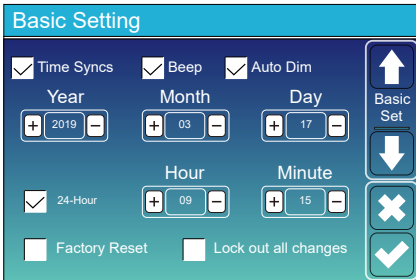 Basic Setting
Time Syncs Beep Auto Dim
Year Month Day
+ 2019 − + 03 − + 17 −
Basic
Set
Hour Minute
24-Hour + 09 − + 15 −
Factory Reset Lock out all changes